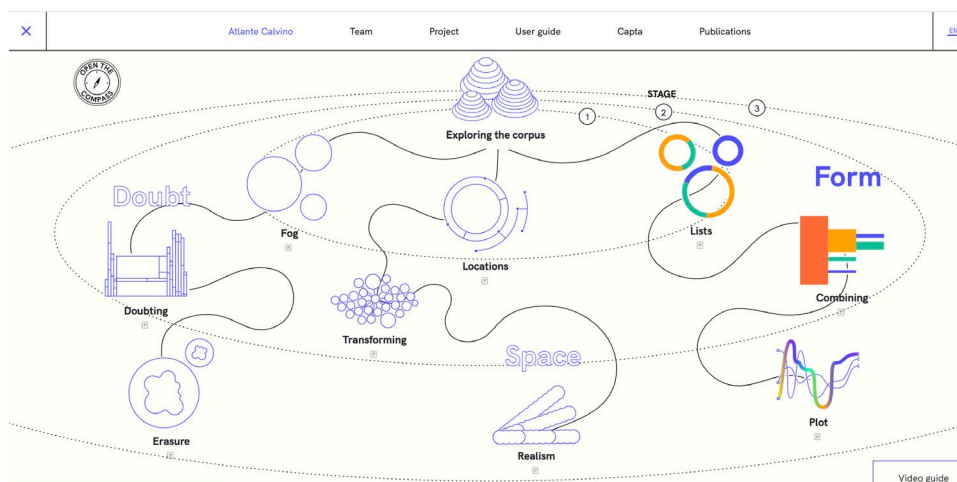 Atlante Calvino
Team
Project
User guide
Capta
Publications
EN
OPEN THE
COMPASS
STAGE
1
2
3
Exploring the corpus
Doubt
Form
Fog
Locations
Lists
Doubting
Transforming
Combining
Space
Erasure
Realism
Plot
Video guide